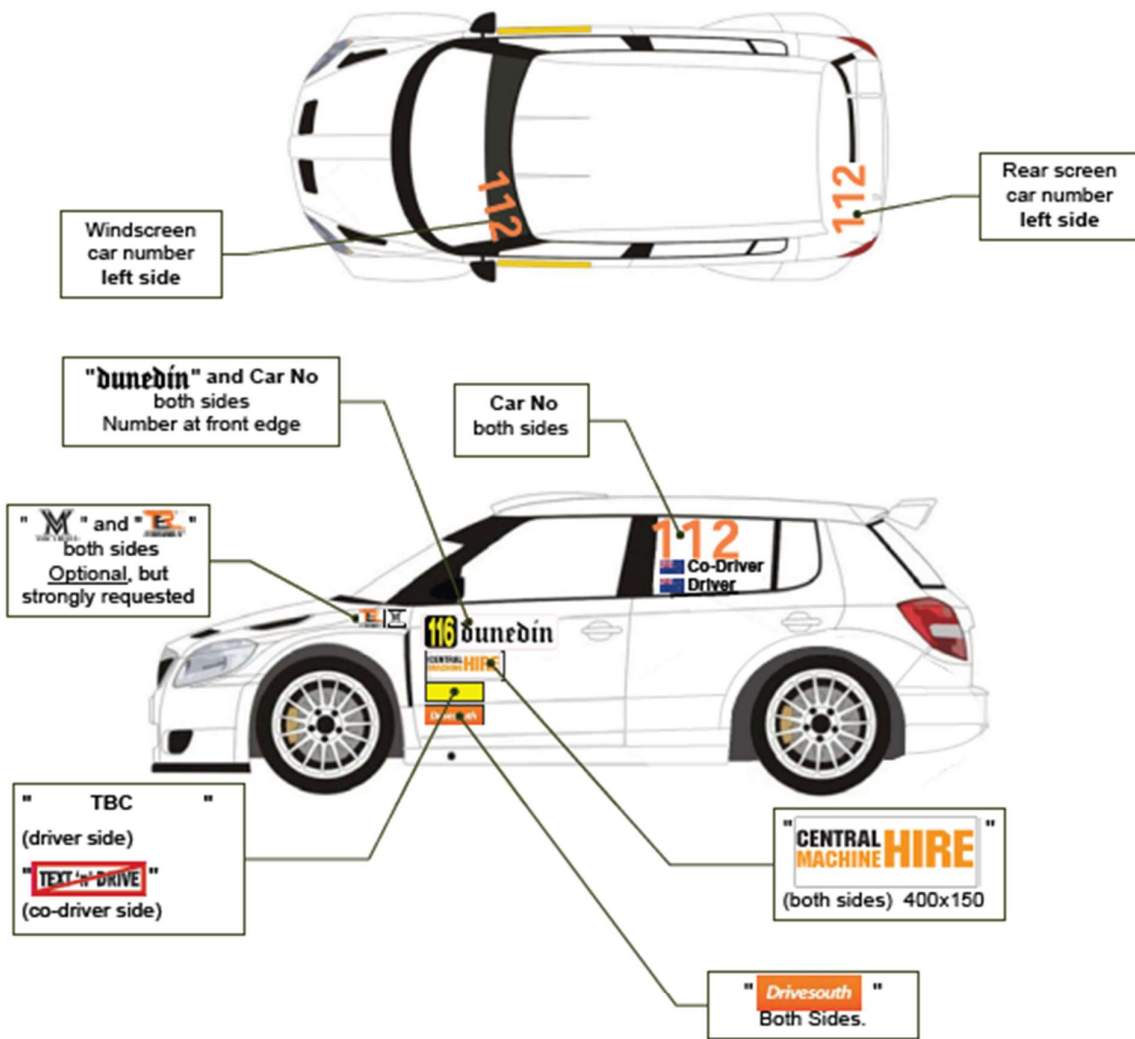 112
112
Windscreen
car number
left side
Rear screen
car number
left side
"dunedin" and Car No
both sides
Number at front edge
Car No
both sides
" " and " "
both sides
Optional, but
strongly requested
112
Co-Driver
Driver
116 dunedin
CENTRAL
MACHINE HIRE
Drivesouth
" TBC "
(driver side)
"TEXT 'n' DRIVE"
(co-driver side)
"CENTRAL
MACHINE HIRE"
(both sides) 400x150
"Drivesouth"
Both Sides.